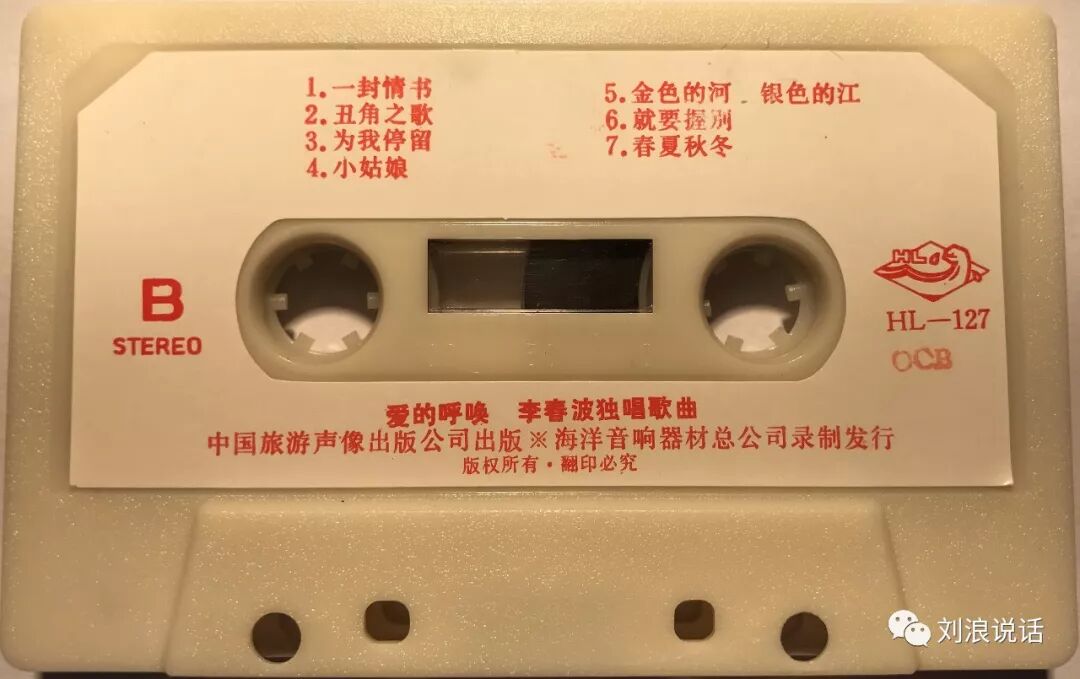 1.一封情书
2.丑角之歌
3.为我停留
4.小姑娘
5.金色的河 银色的江
6.就要握别
7.春夏秋冬
B
STEREO
HL
HL—127
OCB
爱的呼唤 李春波独唱歌曲
中国旅游声像出版公司出版※海洋音响器材总公司录制发行
版权所有·翻印必究
刘浪说话